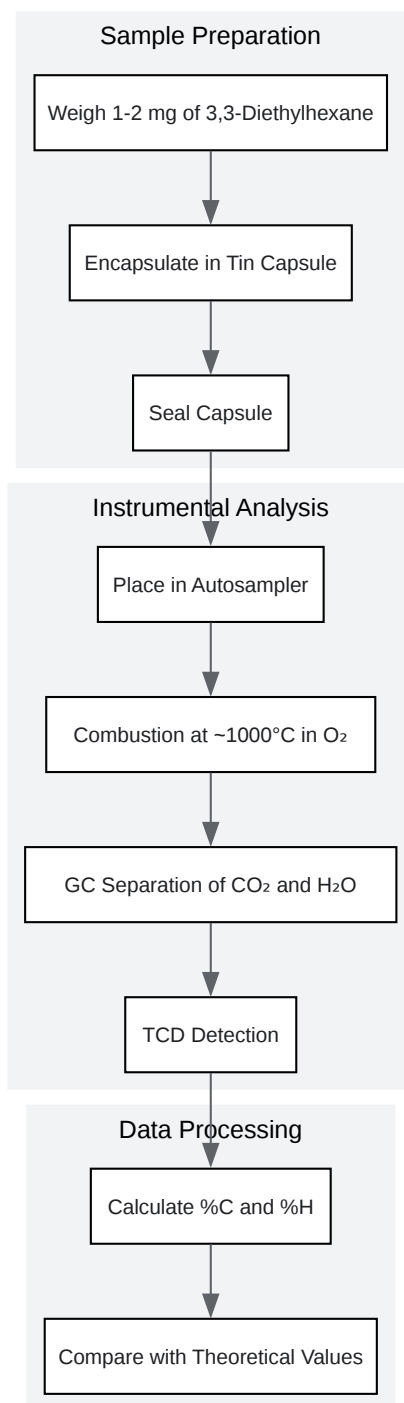 Sample Preparation
Weigh 1-2 mg of 3,3-Diethylhexane
Encapsulate in Tin Capsule
Seal Capsule
Instrumental Analysis
Place in Autosampler
Combustion at ~1000°C in O₂
GC Separation of CO₂ and H₂O
TCD Detection
Data Processing
Calculate %C and %H
Compare with Theoretical Values